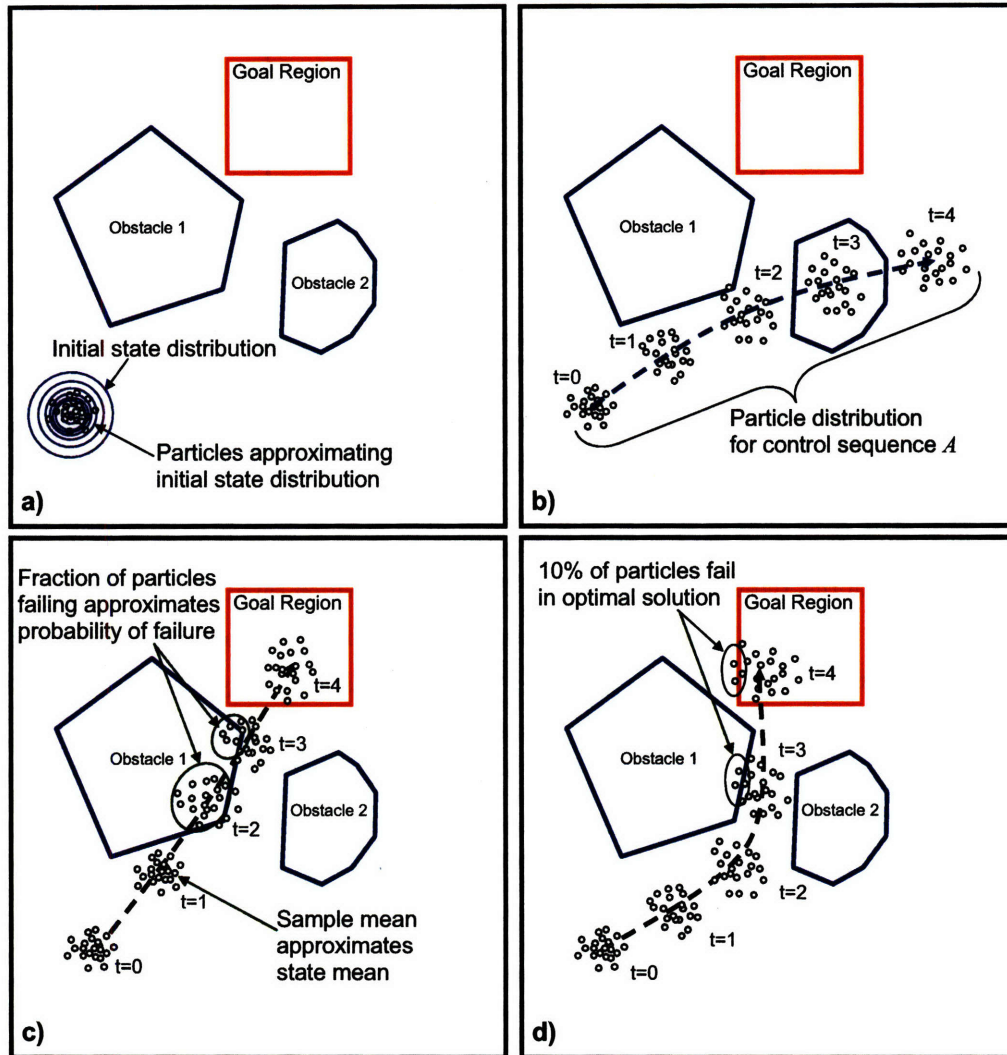 Goal Region
Obstacle 1
Obstacle 2
Initial state distribution
Particles approximating
initial state distribution
a)
Goal Region
Obstacle 1
t=4
t=3
t=2
t=1
t=0
Particle distribution
for control sequence A
b)
Fraction of particles
failing approximates
probability of failure
Goal Region
t=4
t=3
Obstacle 1
t=2
Obstacle 2
t=1
Sample mean
approximates
state mean
t=0
c)
10% of particles fail
in optimal solution
Goal Region
t=4
t=3
Obstacle 1
Obstacle 2
t=2
t=1
t=0
d)